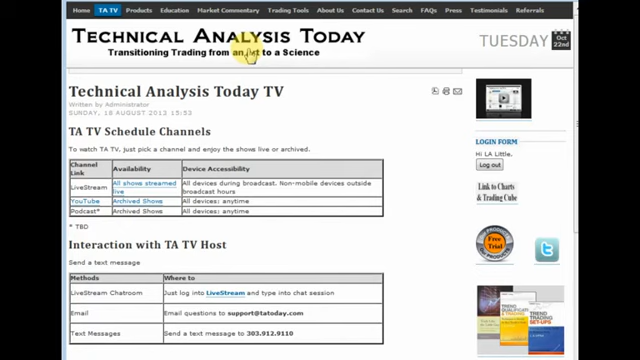 Home TA TV Products Education Market Commentary Trading Tools About Us Contact Us Search FAQs Press Testimonials Referrals
TECHNICAL ANALYSIS TODAY
Transitioning Trading from an Art to a Science
TUESDAY Oct 22nd
Technical Analysis Today TV
Written by Administrator
SUNDAY, 18 AUGUST 2013 15:53
TA TV Schedule Channels
To watch TA TV, just pick a channel and enjoy the shows live or archived.
Channel Link Availability Device Accessibility
LiveStream All shows streamed live All devices during broadcast. Non-mobile devices outside broadcast hours
YouTube Archived Shows All devices: anytime
Podcast* Archived Shows All devices: anytime
* TBD
Interaction with TA TV Host
Send a text message
Methods Where to
LiveStream Chatroom Just log into LiveStream and type into chat session
Email Email questions to support@tatoday.com
Text Messages Send a text message to 303.912.9110
LOGIN FORM
Hi LA Little,
Log out
Link to Charts
& Trading Cube
PRODUCTS
Free
Trial
OUR PRODUCTS
TREND
TRADING
SET-UPS